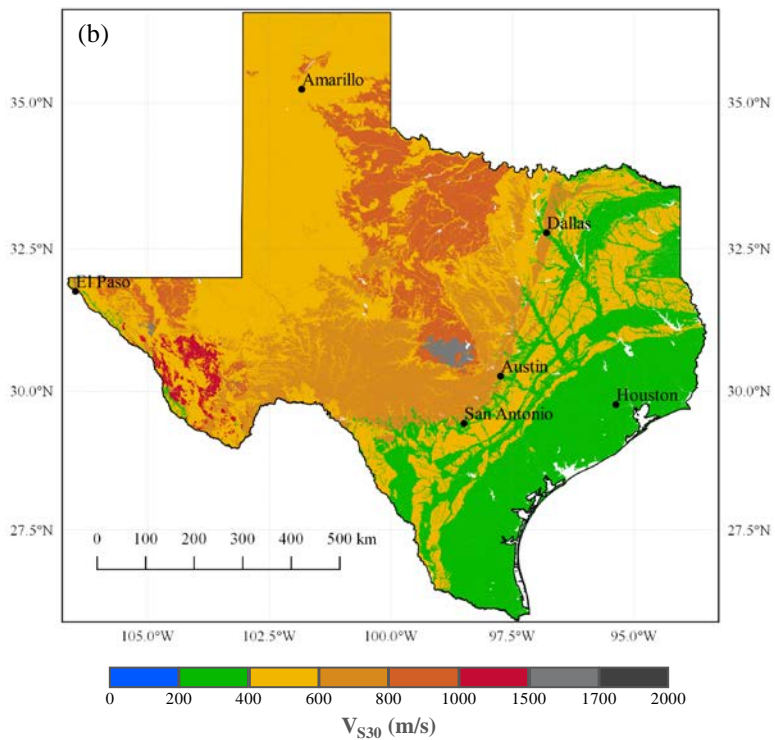 (b)
Amarillo
35.0°N
35.0°N
Dallas
32.5°N
32.5°N
El Paso
Austin
30.0°N
30.0°N
Houston
San Antonio
27.5°N
27.5°N
0 100 200 300 400 500 km
105.0°W 102.5°W 100.0°W 97.5°W 95.0°W
0 200 400 600 800 1000 1500 1700 2000
VS30 (m/s)